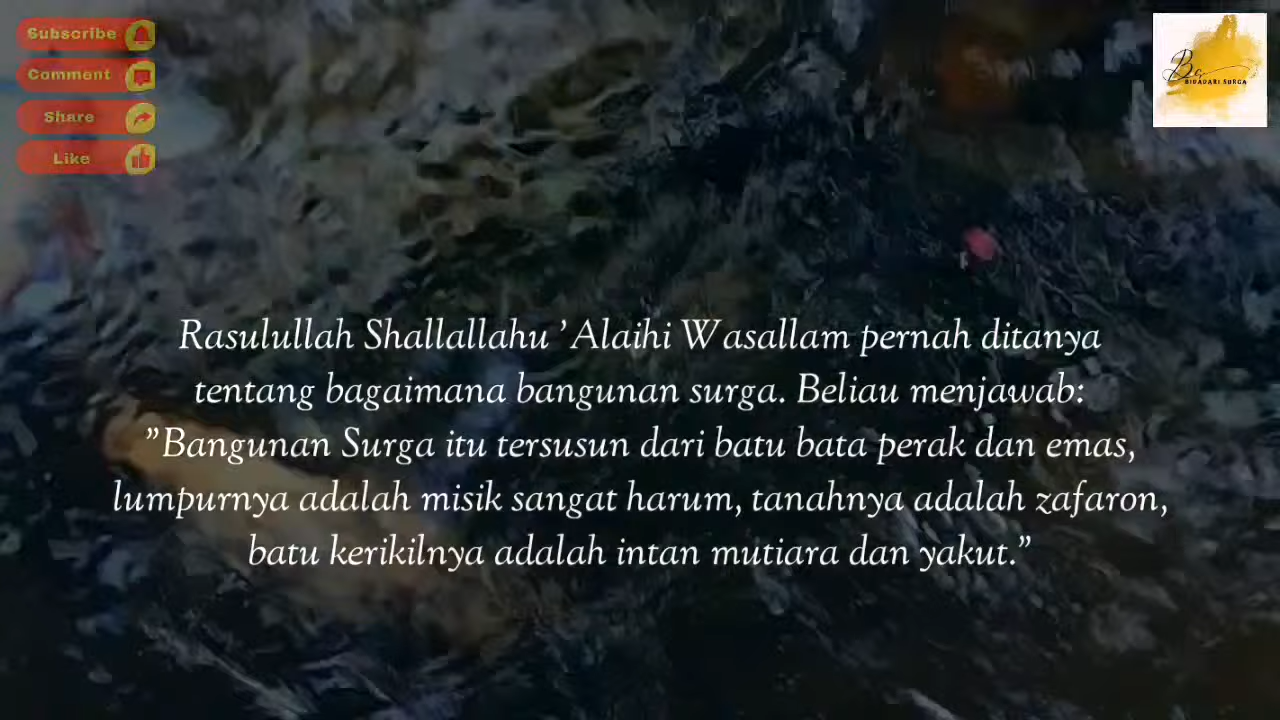 Subscribe
Comment
Share
Like
BIDADARI SURGA
Rasulullah Shallallahu 'Alaihi Wasallam pernah ditanya
tentang bagaimana bangunan surga. Beliau menjawab:
"Bangunan Surga itu tersusun dari batu bata perak dan emas,
lumpurnya adalah misik sangat harum, tanahnya adalah zafaron,
batu kerikilnya adalah intan mutiara dan yakut."